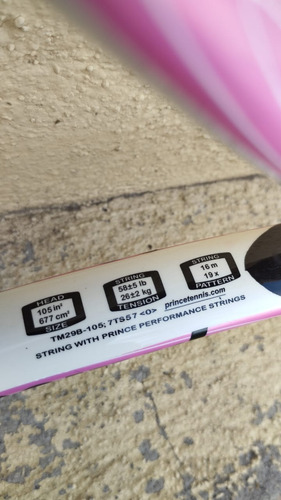 HEAD
105 in²
677 cm²
SIZE
STRING
58±5 lb
26±2 kg
TENSION
STRING
16 m
19 x
PATTERN
TM29B-105; 7TS57 <0>
princetennis.com
STRING WITH PRINCE PERFORMANCE STRINGS